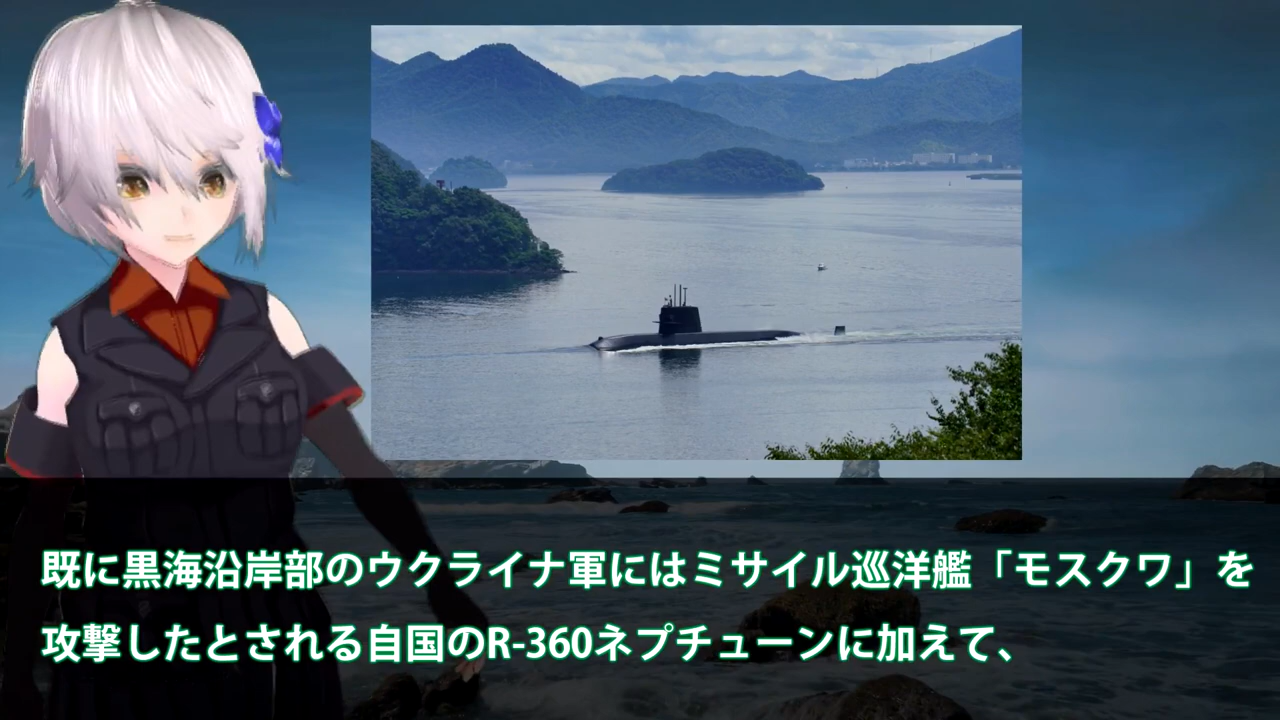 既に黒海沿岸部のウクライナ軍にはミサイル巡洋艦「モスクワ」を
攻撃したとされる自国のR-360ネプチューンに加えて、